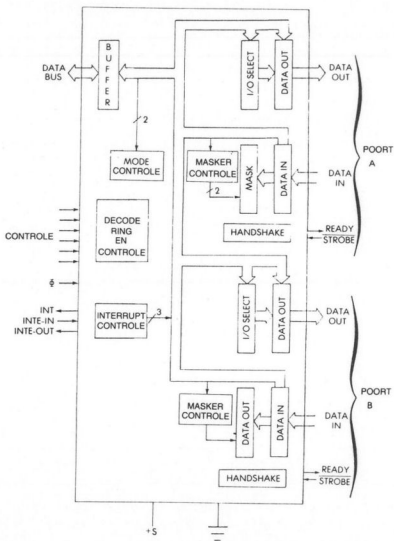 DATA BUS
BUFFER
2
MODE CONTROLE
CONTROLE
DECODE RING EN CONTROLE
Φ
INT
INTE-IN
INTE-OUT
INTERRUPT CONTROLE
3
I/O SELECT
DATA OUT
DATA OUT
MASKER CONTROLE
2
MASK
DATA IN
DATA IN
HANDSHAKE
READY
STROBE
POORT A
I/O SELECT
DATA OUT
DATA OUT
MASKER CONTROLE
DATA OUT
DATA IN
DATA IN
HANDSHAKE
READY
STROBE
POORT B
+S